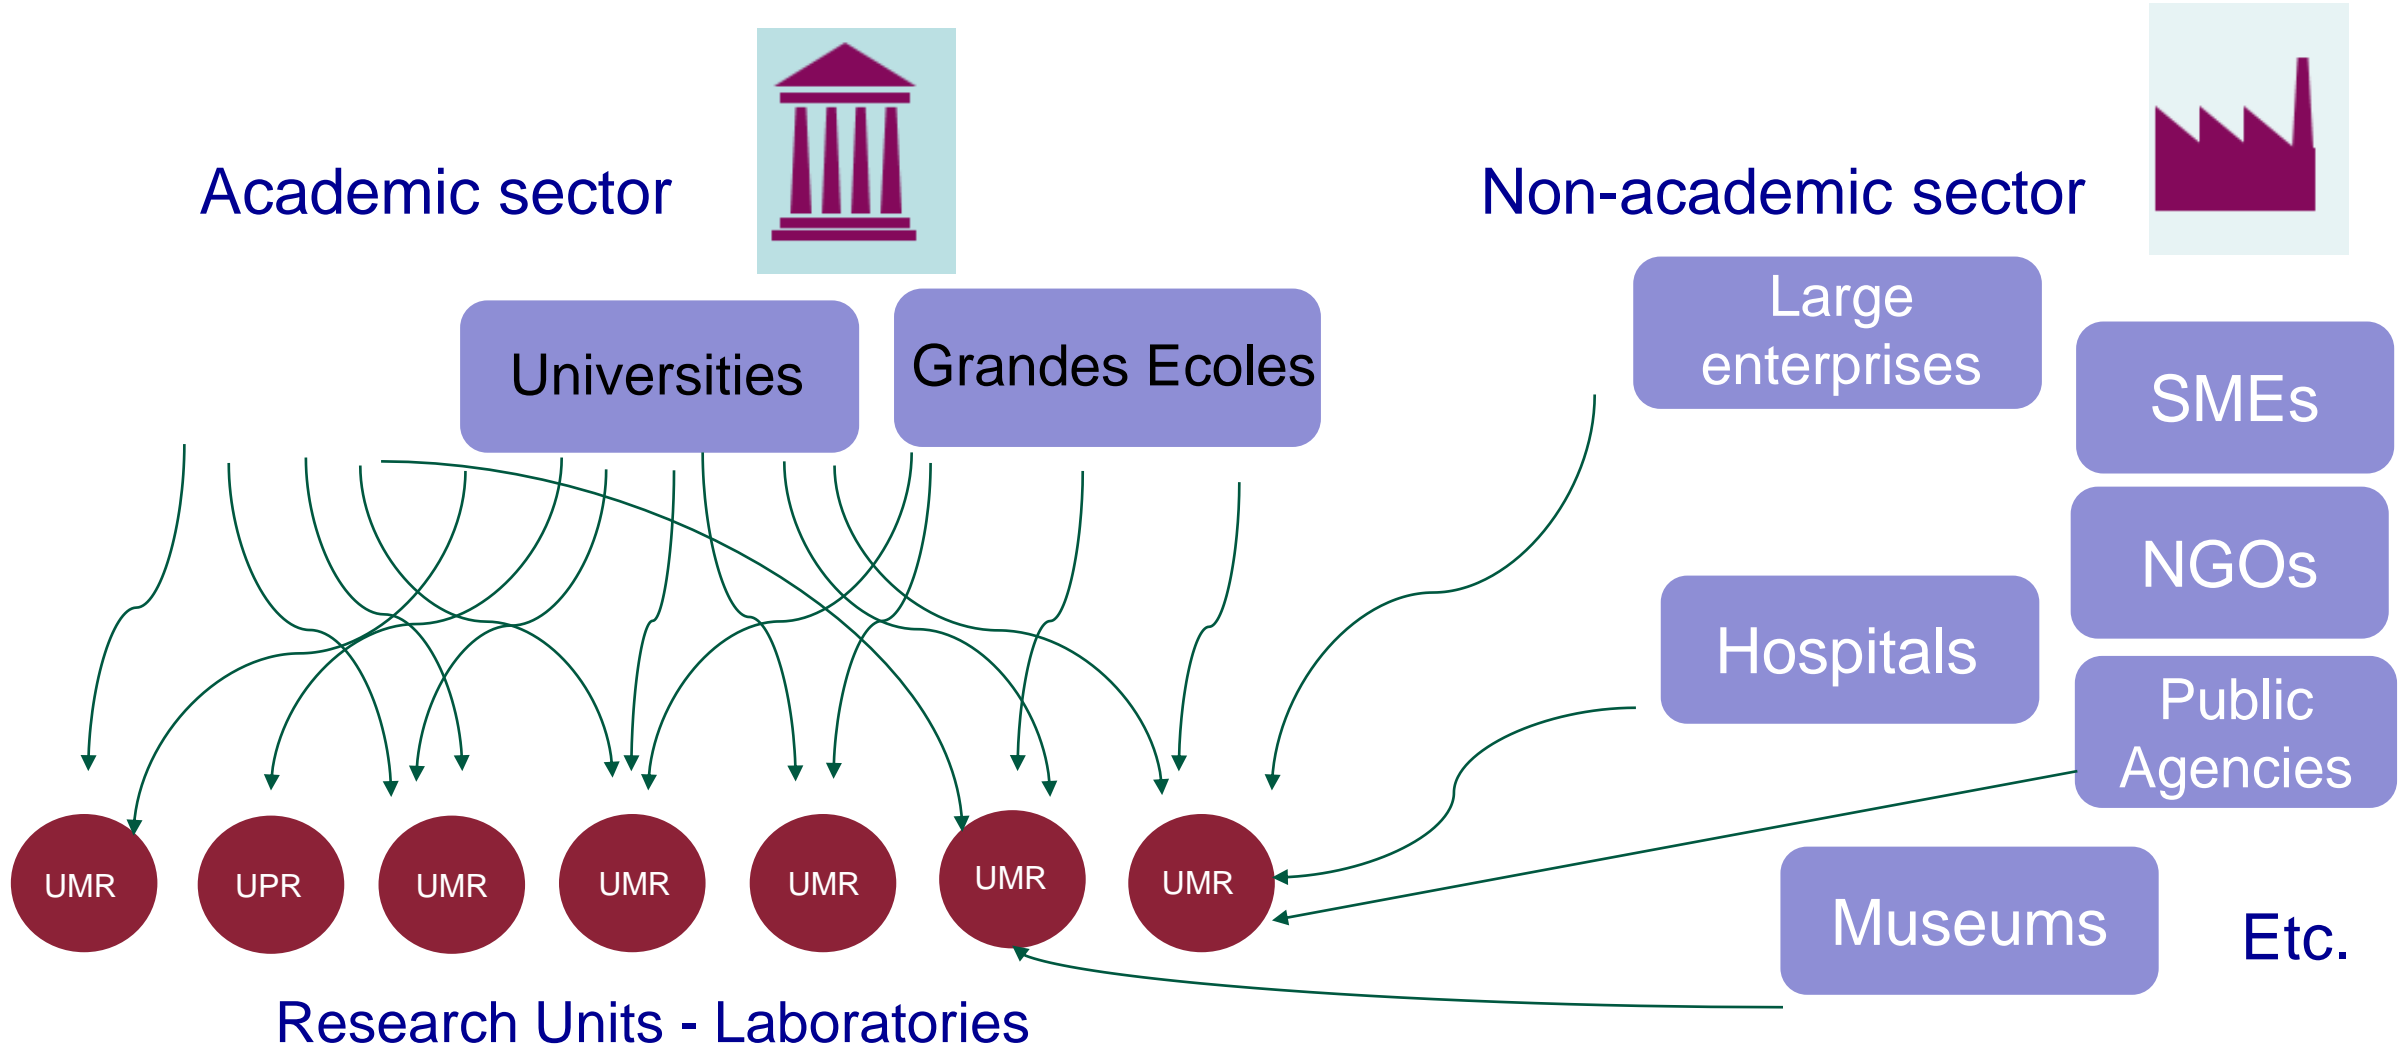 Academic sector
Non-academic sector
Large
enterprises
Universities
Grandes Ecoles
SMEs
NGOs
Hospitals
Public
Agencies
UMR
UPR
UMR
UMR
UMR
UMR
UMR
Museums
Etc.
Research Units - Laboratories